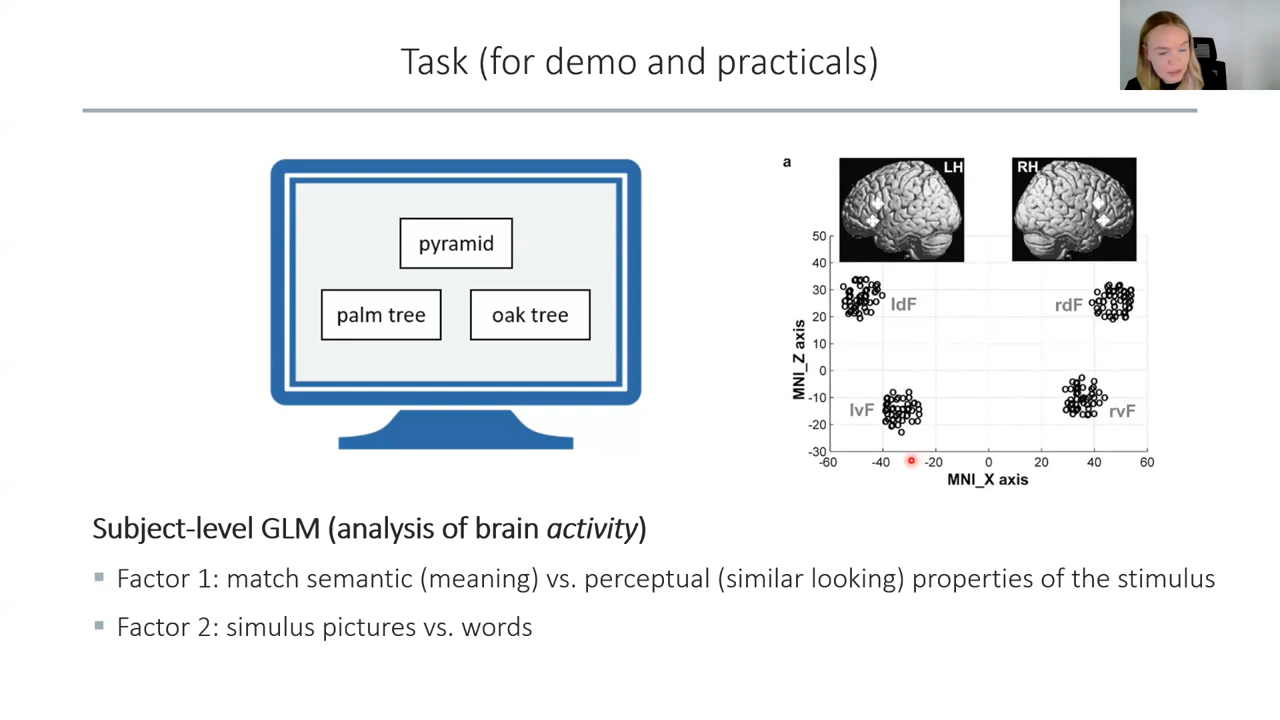 Task (for demo and practicals)
pyramid
palm tree
oak tree
a
LH
RH
50
40
30
20
10
0
-10
-20
-30
MNI_Z axis
ldF
rdF
lvF
rvF
-60
-40
-20
0
20
40
60
MNI_X axis
Subject-level GLM (analysis of brain activity)
Factor 1: match semantic (meaning) vs. perceptual (similar looking) properties of the stimulus
Factor 2: simulus pictures vs. words